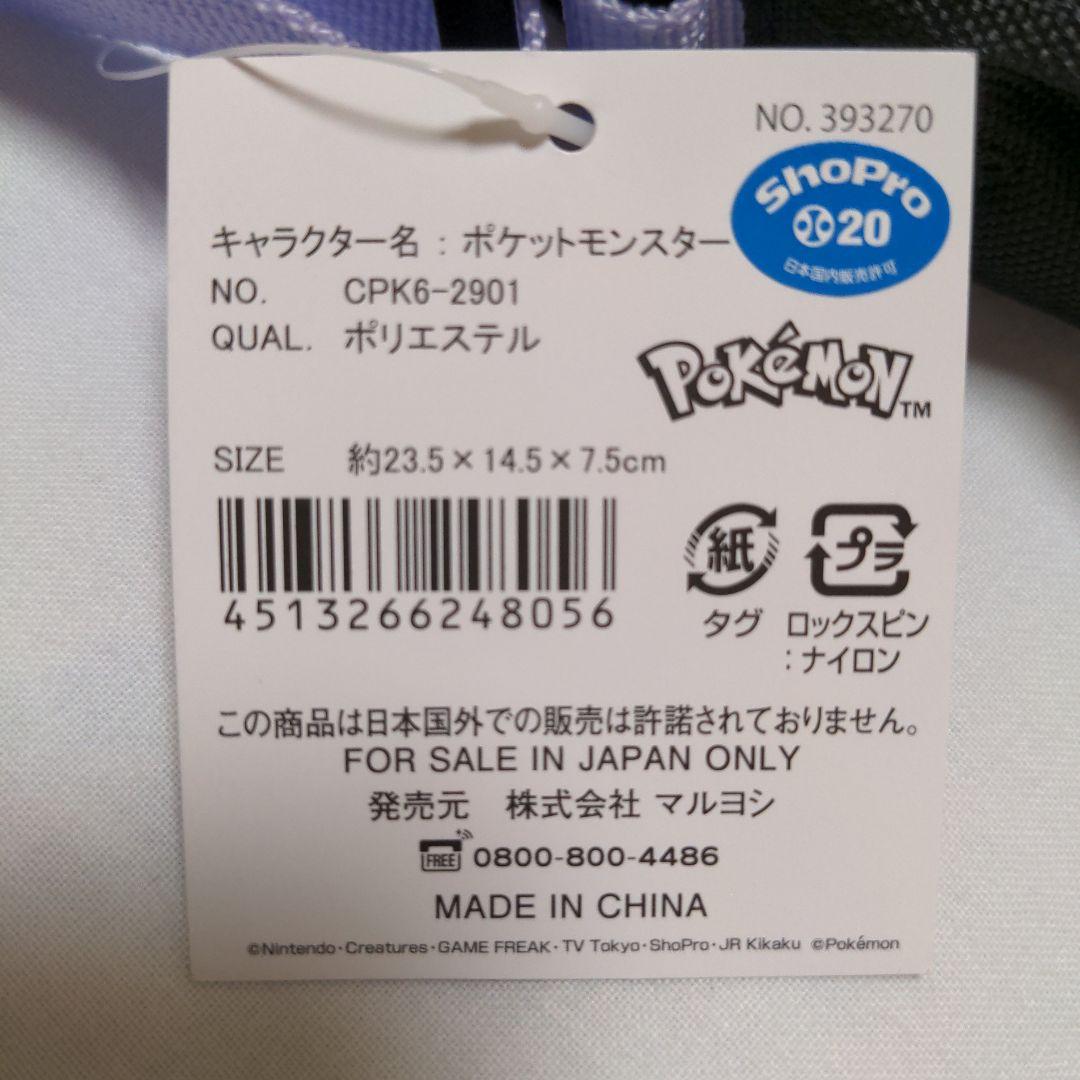 NO. 393270
ShoPro
20
日本国内販売許可
キャラクター名 : ポケットモンスター
NO. CPK6-2901
QUAL. ポリエステル
POKéMON™
SIZE 約23.5×14.5×7.5cm
4513266248056
紙
プラ
タグ
ロックスピン
:ナイロン
この商品は日本国外での販売は許諾されておりません。
FOR SALE IN JAPAN ONLY
発売元 株式会社 マルヨシ
FREE 0800-800-4486
MADE IN CHINA
©Nintendo・Creatures・GAME FREAK・TV Tokyo・ShoPro・JR Kikaku ©Pokémon